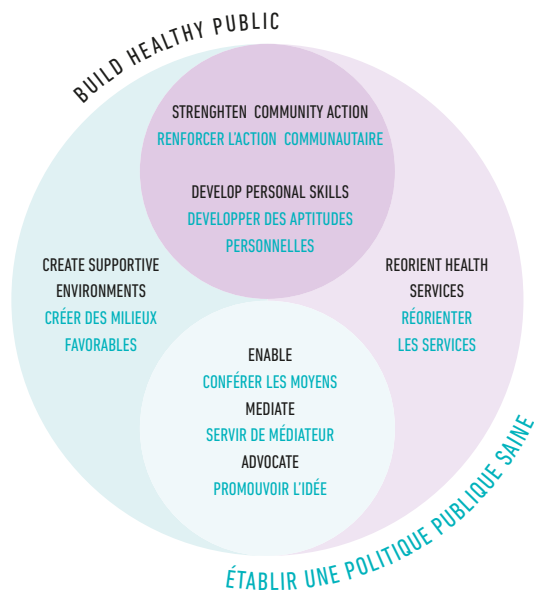 BUILD HEALTHY PUBLIC
STRENGHTEN COMMUNITY ACTION
RENFORCER L'ACTION COMMUNAUTAIRE
DEVELOP PERSONAL SKILLS
DEVELOPPER DES APTITUDES
PERSONNELLES
CREATE SUPPORTIVE
ENVIRONMENTS
CRÉER DES MILIEUX
FAVORABLES
REORIENT HEALTH
SERVICES
RÉORIENTER
LES SERVICES
ENABLE
CONFÉRER LES MOYENS
MEDIATE
SERVIR DE MÉDIATEUR
ADVOCATE
PROMOUVOIR L'IDÉE
ÉTABLIR UNE POLITIQUE PUBLIQUE SAINE